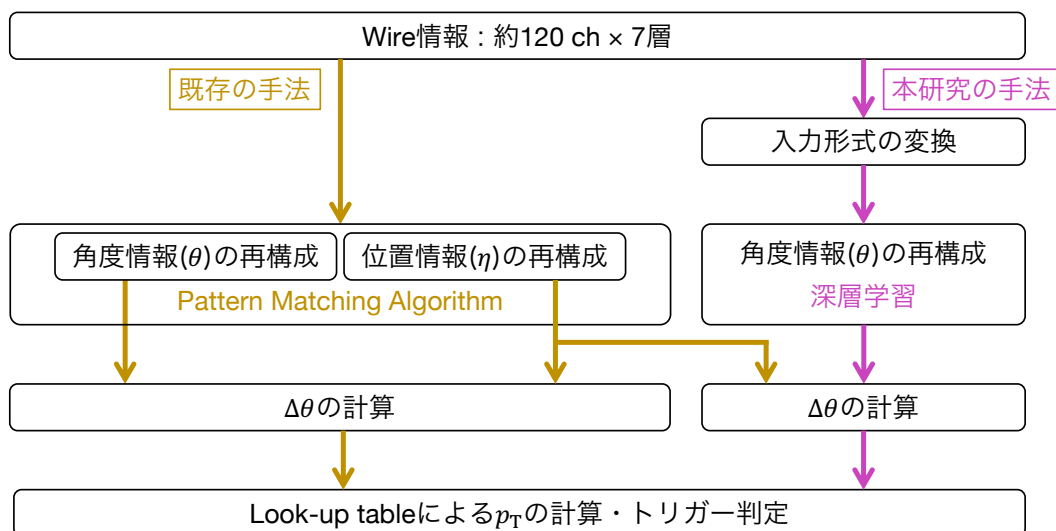 Wire情報:約120 ch × 7層
既存の手法
本研究の手法
入力形式の変換
角度情報(θ)の再構成
位置情報(η)の再構成
Pattern Matching Algorithm
角度情報(θ)の再構成
深層学習
Δθの計算
Δθの計算
Look-up tableによるpTの計算・トリガー判定